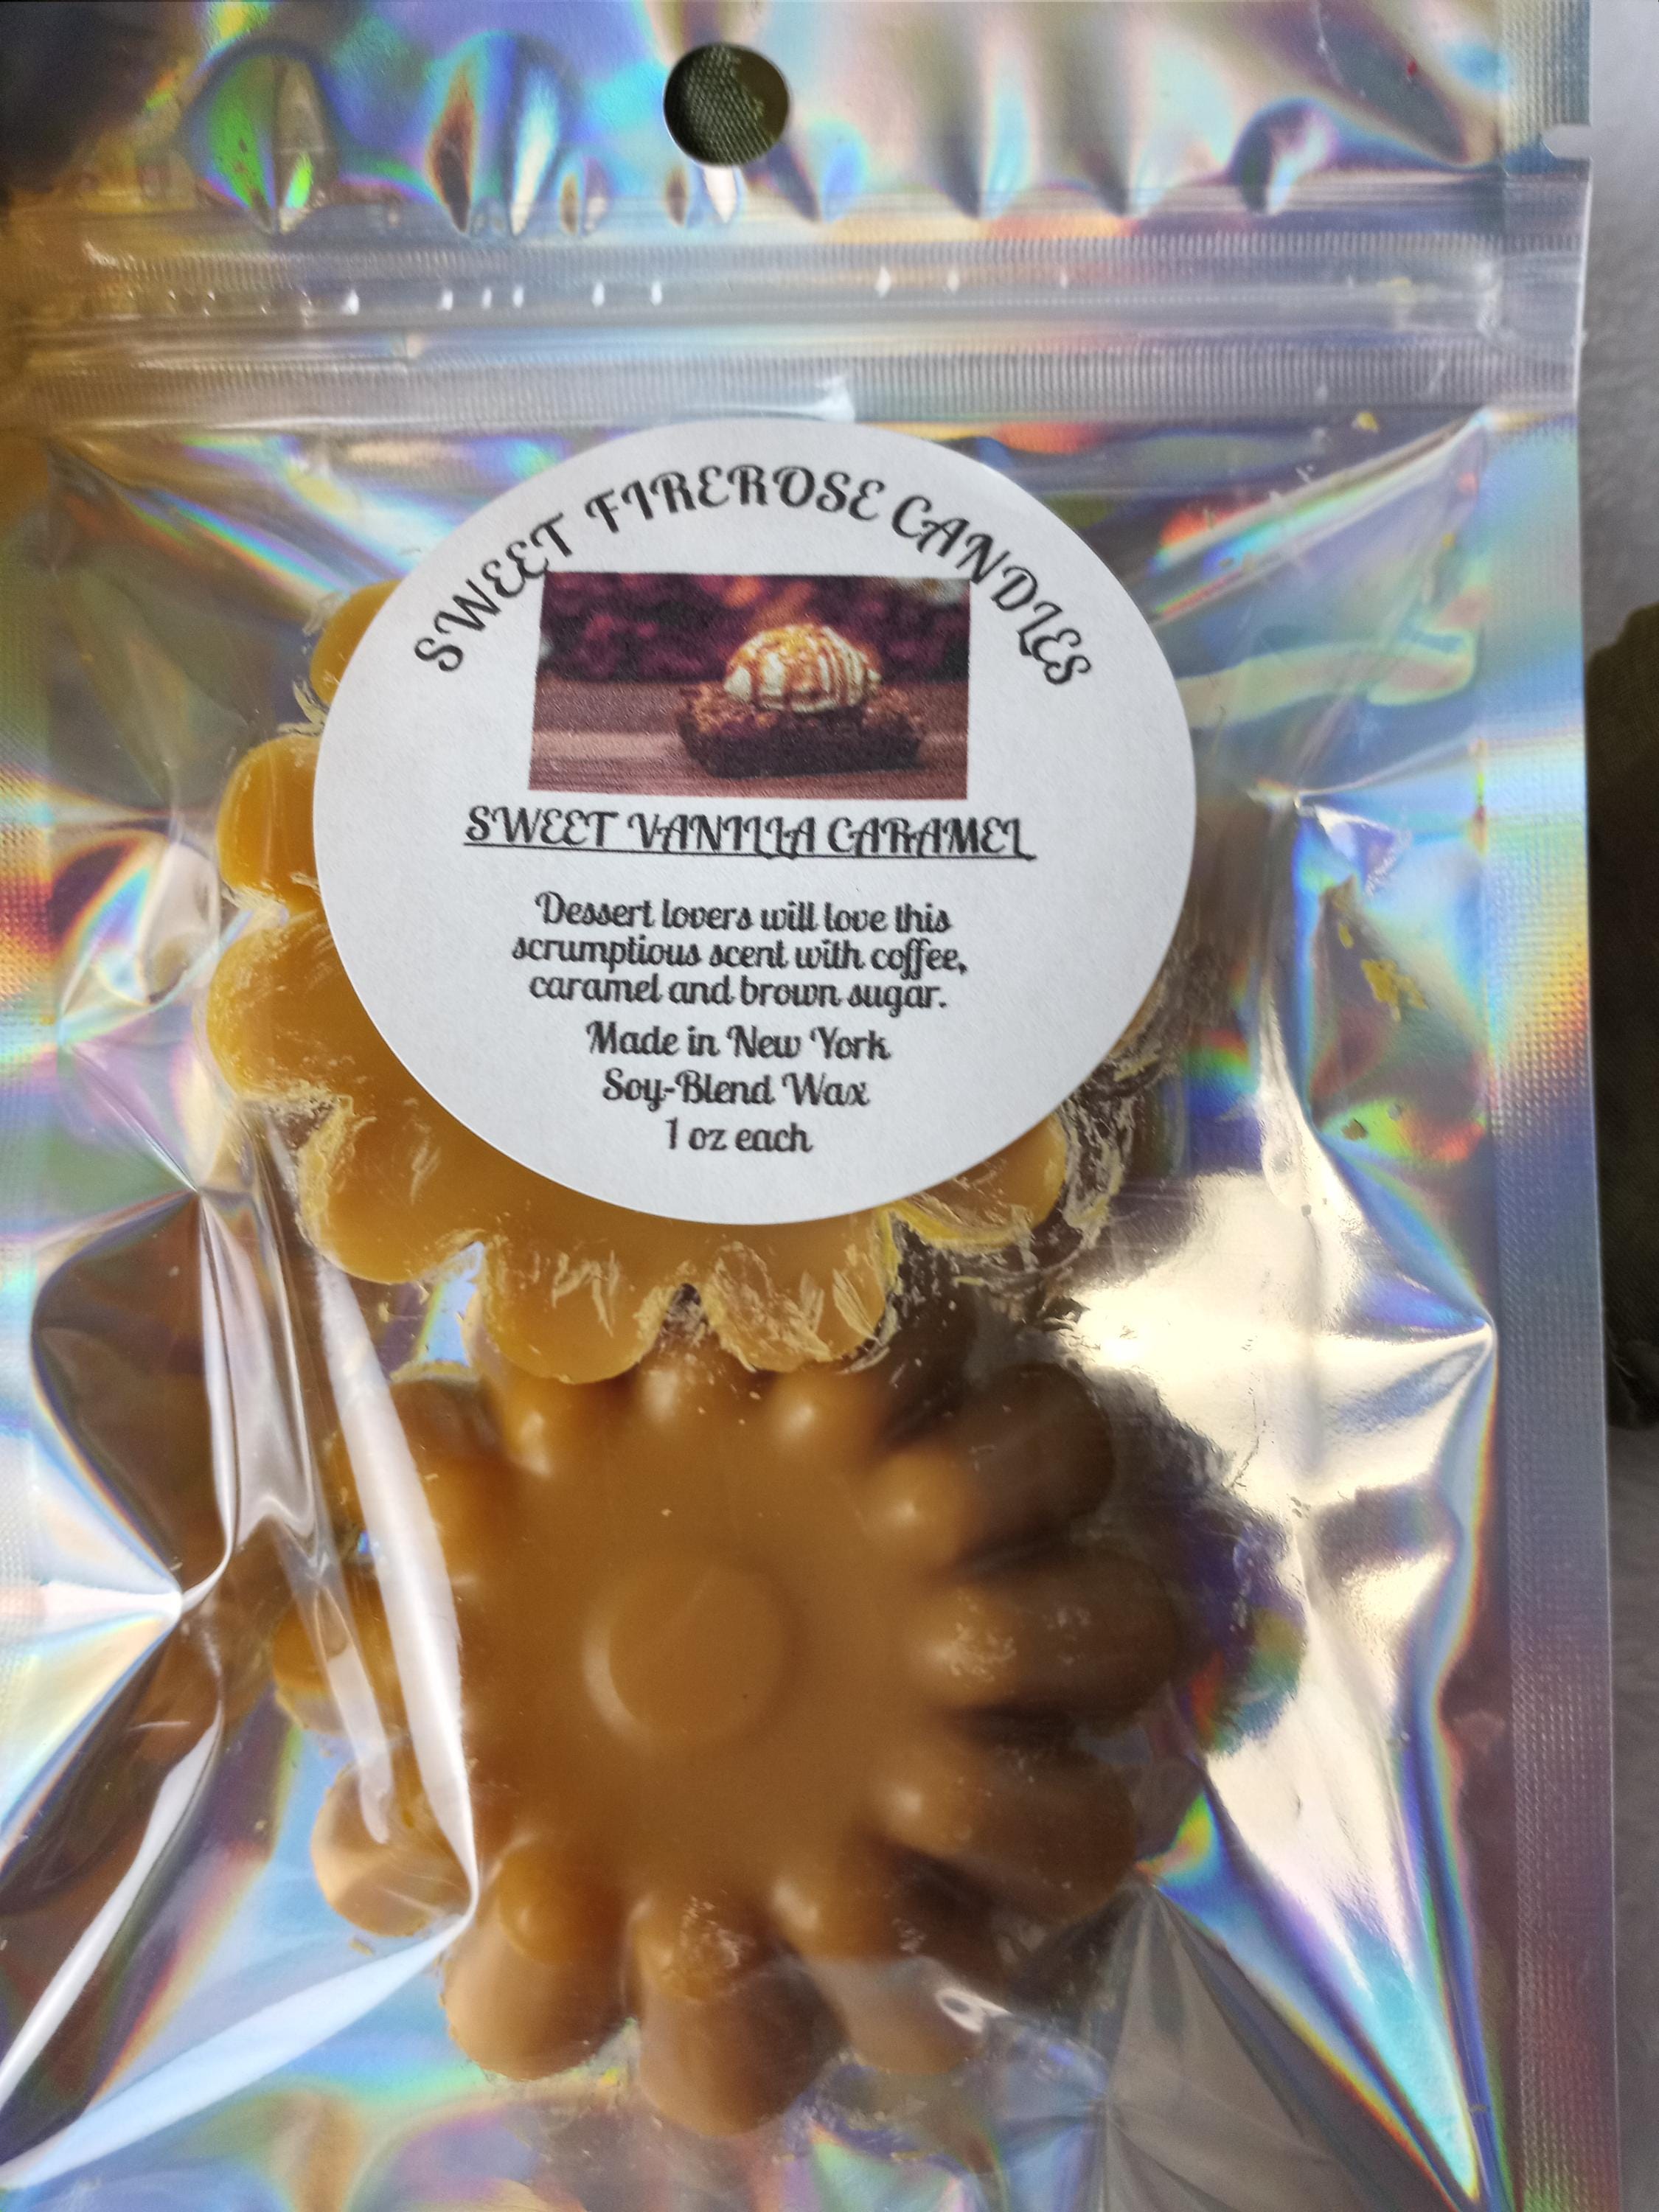 SWEET FIREROSE CANDLES
SWEET VANILLA CARAMEL
Dessert lovers will love this
scrumptious scent with coffee,
caramel and brown sugar.
Made in New York
Soy-Blend Wax
1 oz each